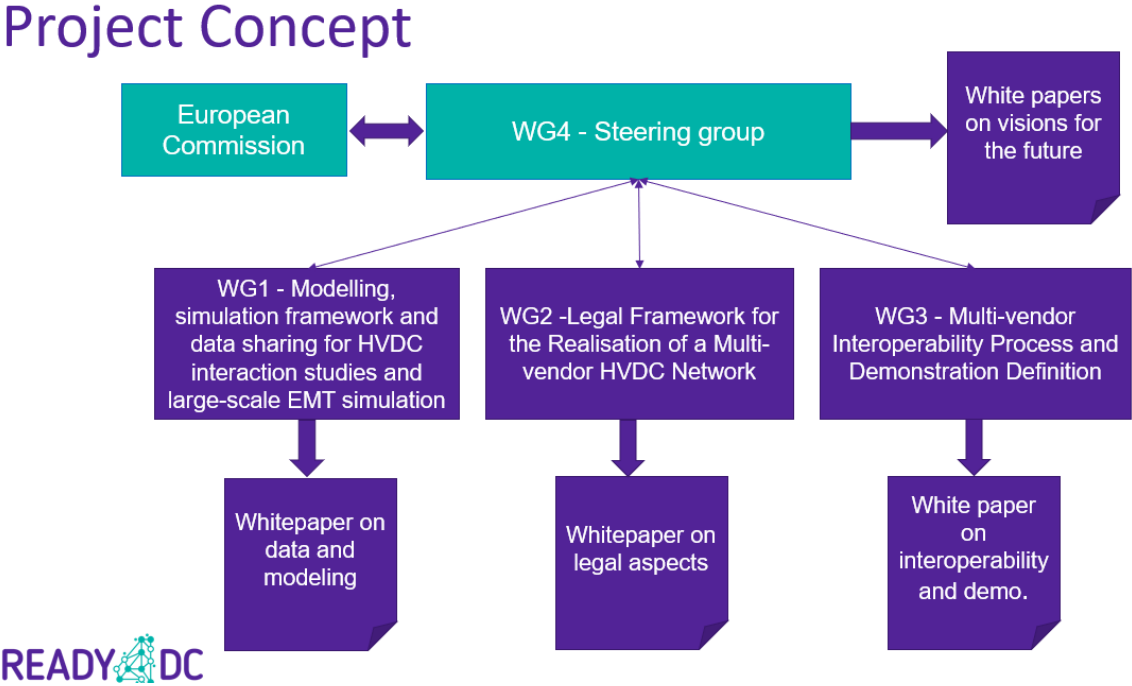 Project Concept
European
Commission
WG4 - Steering group
White papers
on visions for
the future
WG1 - Modelling,
simulation framework and
data sharing for HVDC
interaction studies and
large-scale EMT simulation
WG2 -Legal Framework for
the Realisation of a Multi-
vendor HVDC Network
WG3 - Multi-vendor
Interoperability Process and
Demonstration Definition
Whitepaper on
data and
modeling
Whitepaper on
legal aspects
White paper
on
interoperability
and demo.
READY4DC